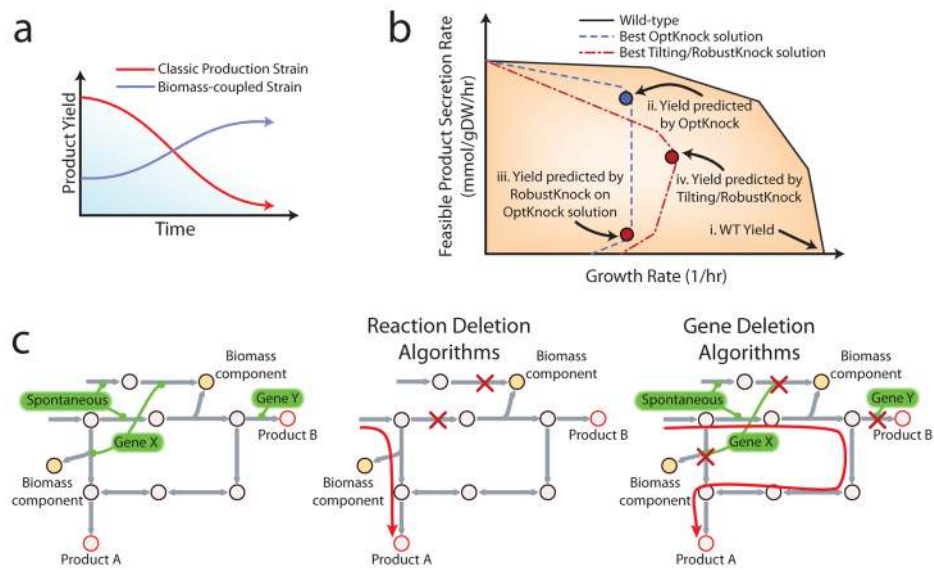 a
Product Yield
Classic Production Strain
Biomass-coupled Strain
Time
b
Wild-type
Best OptKnock solution
Best Tilting/RobustKnock solution
Feasible Product Secretion Rate
(mmol/gDW/hr)
ii. Yield predicted
by OptKnock
iii. Yield predicted by
RobustKnock on
OptKnock solution
iv. Yield predicted by
Tilting/RobustKnock
i. WT Yield
Growth Rate (1/hr)
c
Biomass
component
Spontaneous
Gene Y
Product B
Gene X
Biomass
component
Product A
Reaction Deletion
Algorithms
Biomass
component
Product B
Biomass
component
Product A
Gene Deletion
Algorithms
Biomass
component
Spontaneous
Gene Y
Product B
Gene X
Biomass
component
Product A